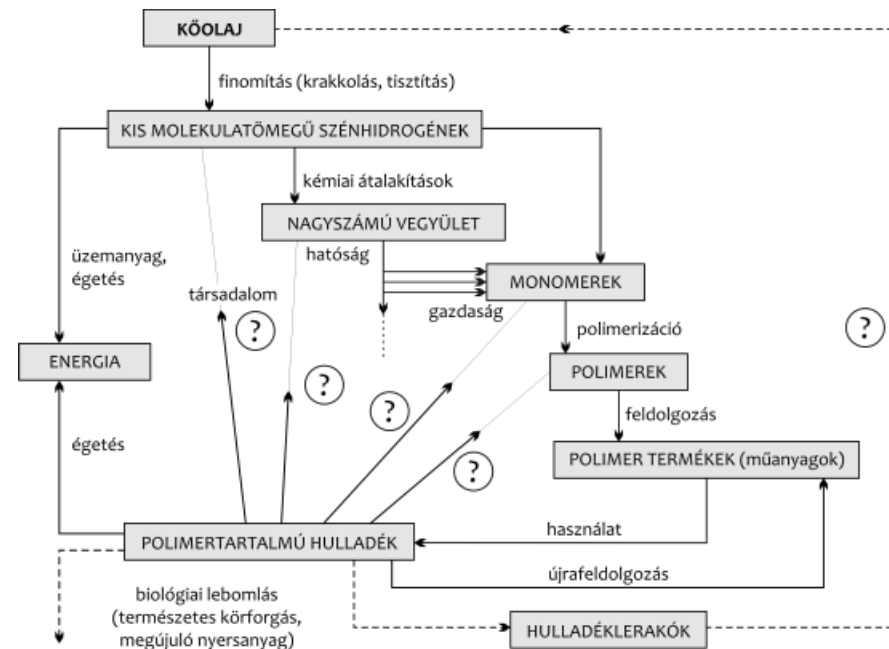 KŐOLAJ
finomítás (krakkolás, tisztítás)
KIS MOLEKULATÖMEGŰ SZÉNHIDROGÉNEK
kémiai átalakítások
NAGYSZÁMÚ VEGYÜLET
üzemanyag,
égetés
hatóság
MONOMEREK
társadalom
gazdaság
?
?
polimerizáció
ENERGIA
POLIMEREK
?
?
feldolgozás
égetés
?
POLIMER TERMÉKEK (műanyagok)
POLIMERTARTALMÚ HULLADÉK
használat
újrafeldolgozás
biológiai lebomlás
(természetes körforgás,
megújuló nyersanyag)
HULLADÉKLERAKÓK